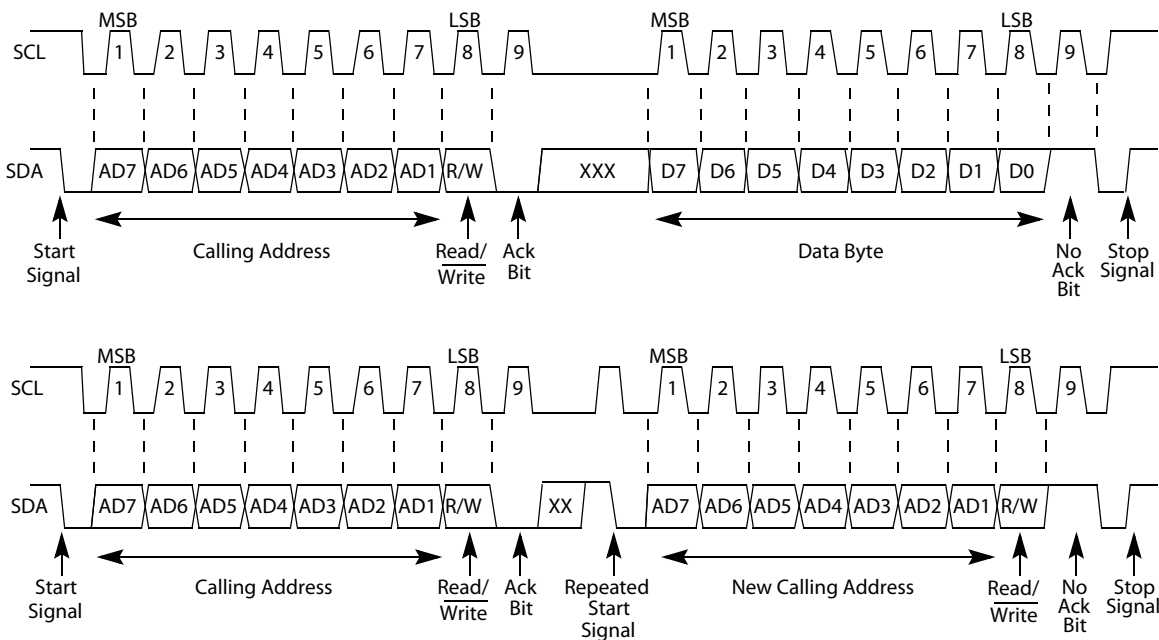 MSB LSB MSB LSB
SCL 1 2 3 4 5 6 7 8 9 1 2 3 4 5 6 7 8 9
SDA AD7 AD6 AD5 AD4 AD3 AD2 AD1 R/W XXX D7 D6 D5 D4 D3 D2 D1 D0
Start Signal
Calling Address
Read/
Write
Ack
Bit
Data Byte
No
Ack
Bit
Stop
Signal
MSB LSB MSB LSB
SCL 1 2 3 4 5 6 7 8 9 1 2 3 4 5 6 7 8 9
SDA AD7 AD6 AD5 AD4 AD3 AD2 AD1 R/W XX AD7 AD6 AD5 AD4 AD3 AD2 AD1 R/W
Start
Signal
Calling Address
Read/
Write
Ack
Bit
Repeated
Start
Signal
New Calling Address
Read/
Write
No
Ack
Bit
Stop
Signal